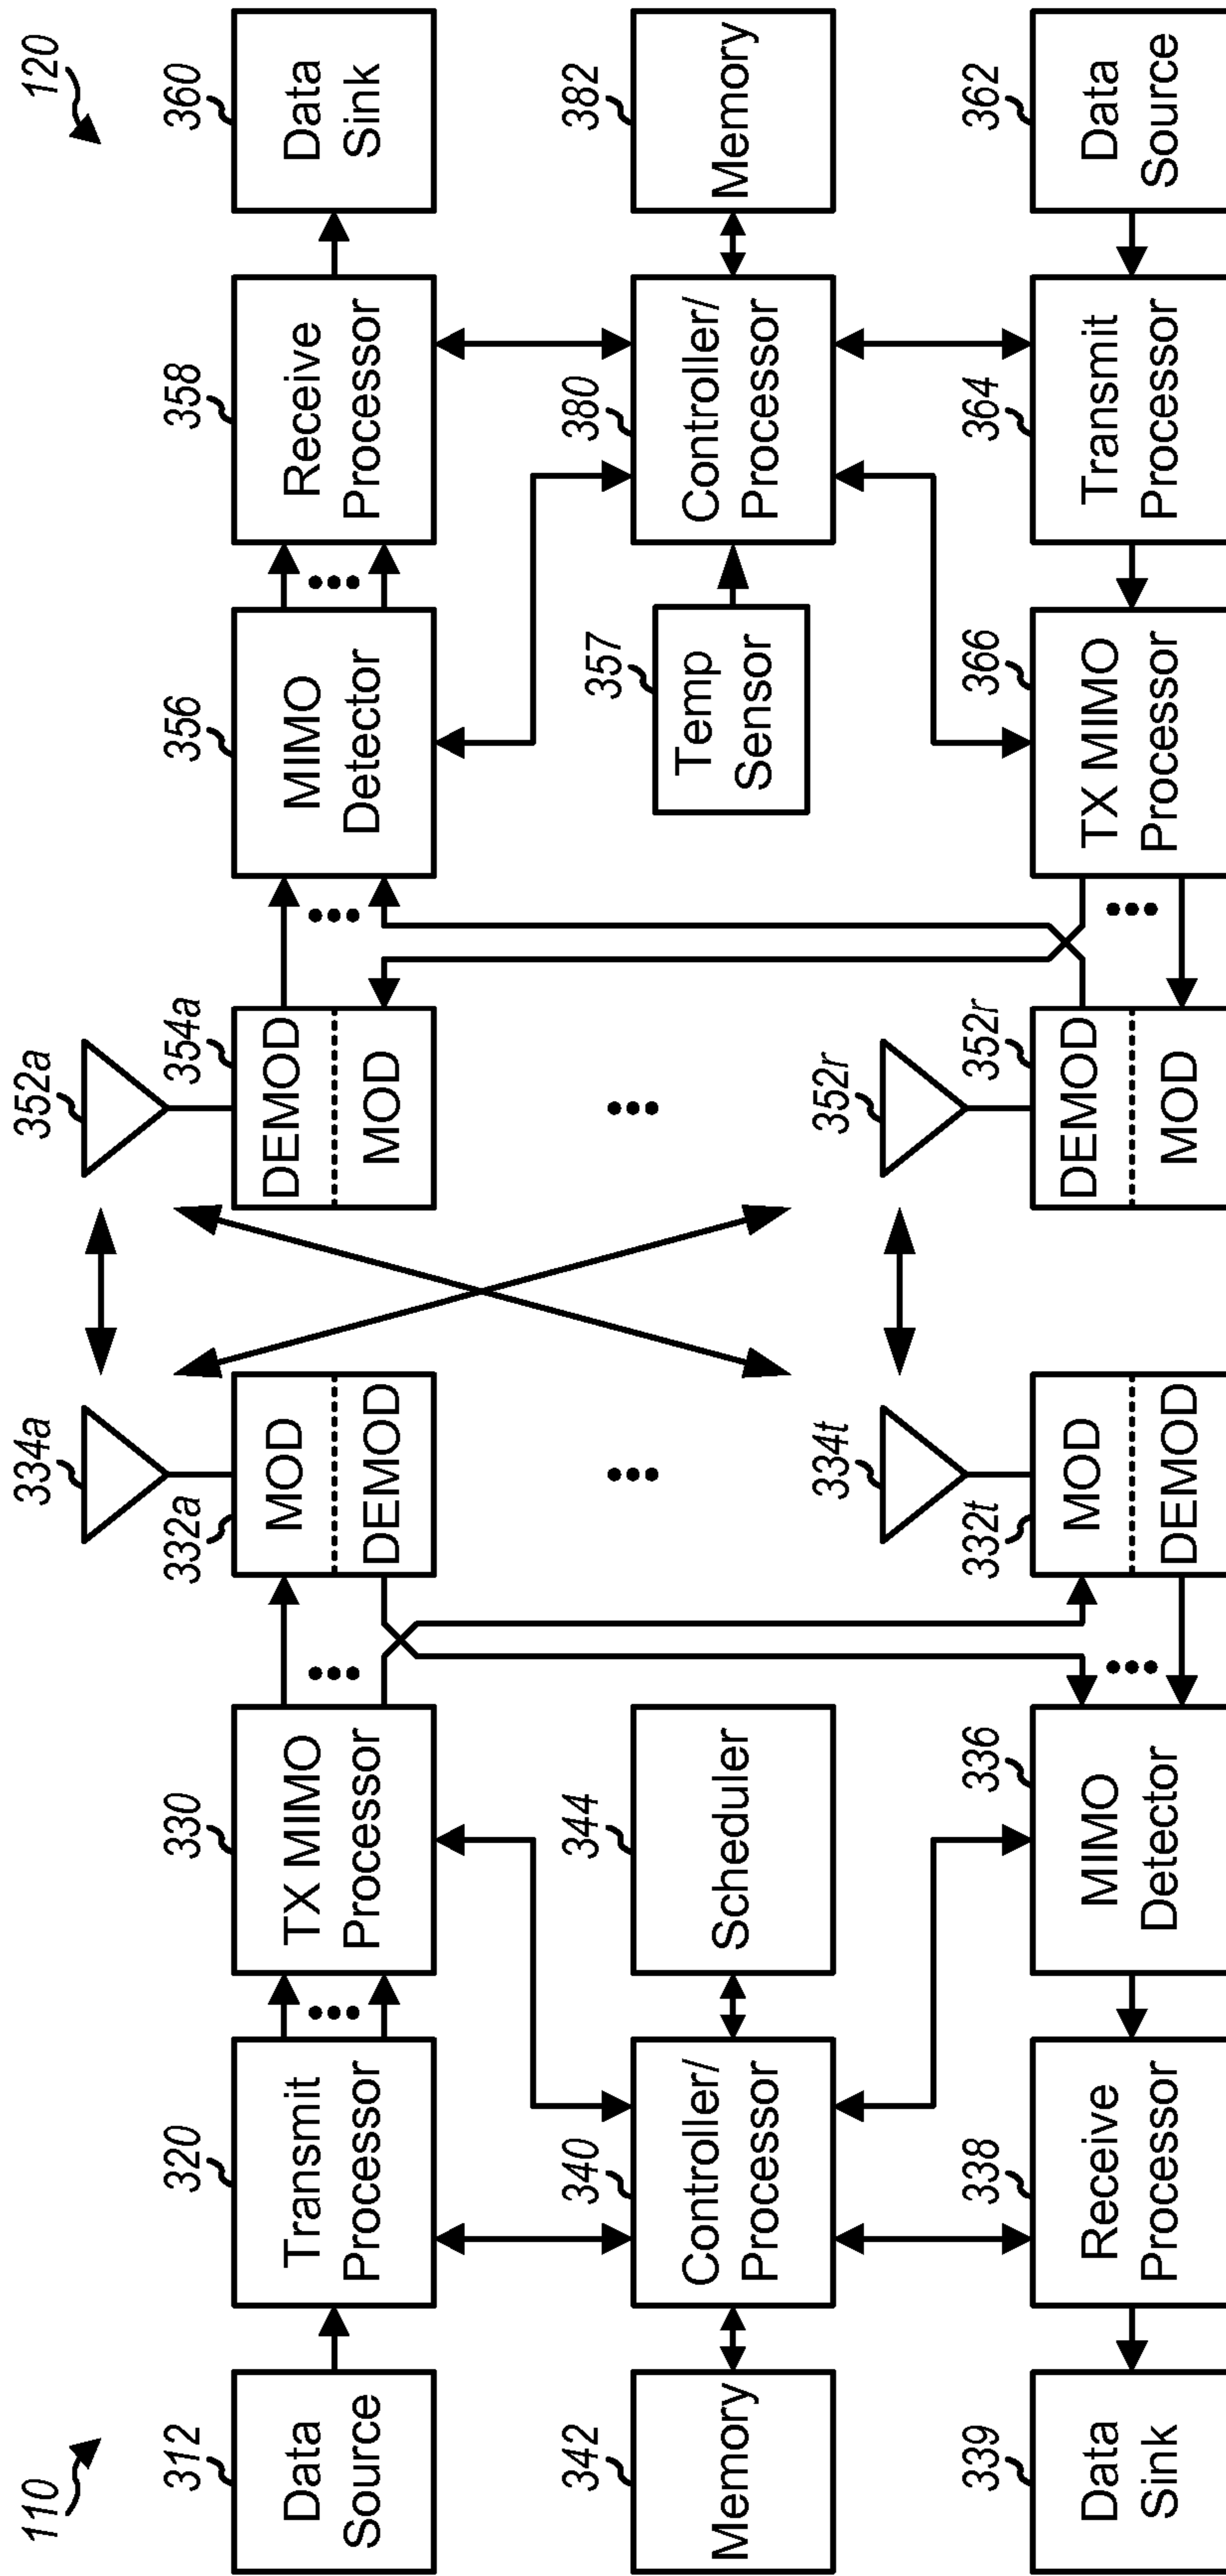 110
120
312
Data
Source
320
Transmit
Processor
330
TX MIMO
Processor
332a
MOD
DEMOD
334a
352a
354a
DEMOD
MOD
356
MIMO
Detector
358
Receive
Processor
360
Data
Sink
342
Memory
340
Controller/
Processor
344
Scheduler
357
Temp
Sensor
380
Controller/
Processor
382
Memory
339
Data
Sink
338
Receive
Processor
336
MIMO
Detector
332t
MOD
DEMOD
334t
352r
352r
DEMOD
MOD
366
TX MIMO
Processor
364
Transmit
Processor
362
Data
Source